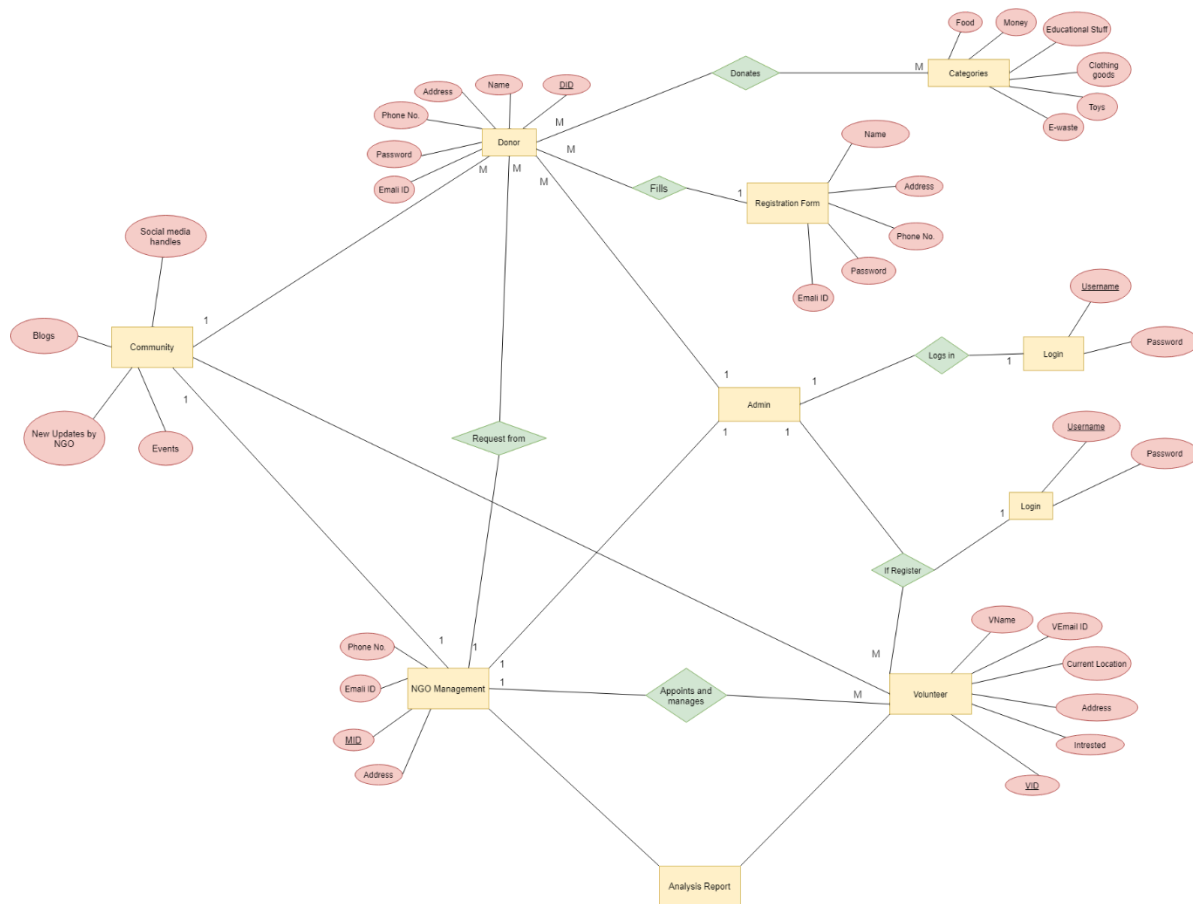 Food
Money
Educational Stuff
Clothing
goods
Toys
E-waste
Categories
M
Donates
Address
Name
DID
Phone No.
Password
Emali ID
Donor
M
M
M
M
M
Fills
1
Registration Form
Name
Address
Phone No.
Password
Emali ID
Social media
handles
Blogs
Community
1
1
New Updates by
NGO
Events
Request from
Admin
1
1
1
1
Logs in
1
Login
Username
Password
Username
Password
Login
1
If Register
M
Phone No.
Emali ID
MID
Address
NGO Management
1
1
1
1
Appoints and
manages
M
Volunteer
VName
VEmail ID
Current Location
Address
Intrested
VID
Analysis Report